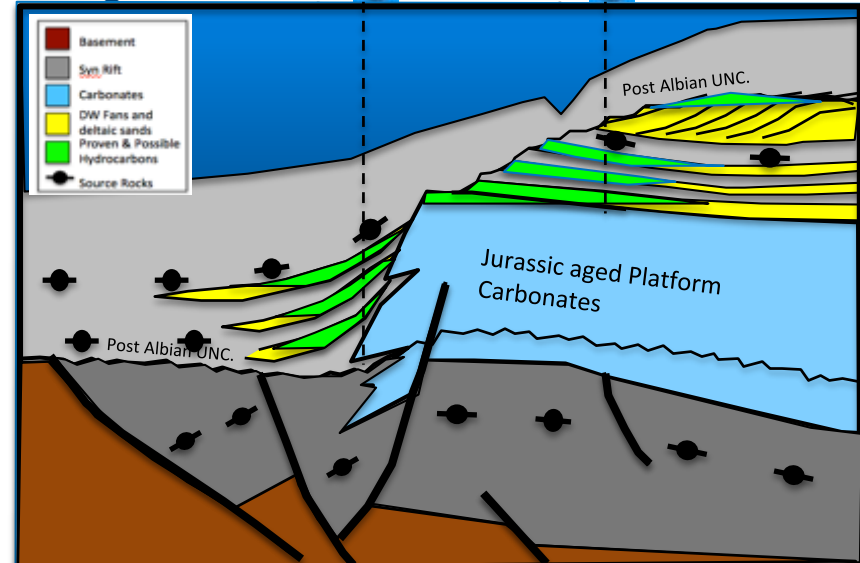 Basement
Syn Rift
Carbonates
DW Fans and
deltaic sands
Proven & Possible
Hydrocarbons
Source Rocks
Post Albian UNC.
Jurassic aged Platform
Carbonates
Post Albian UNC.